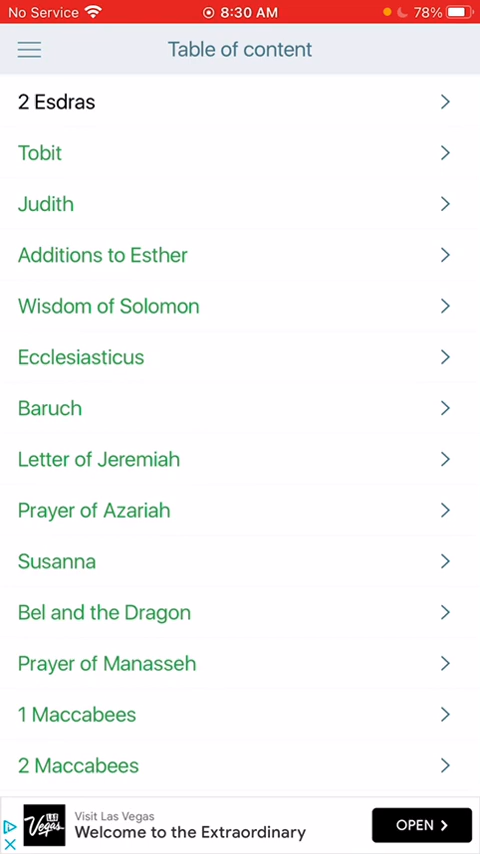 No Service 8:30 AM 78%
Table of content
2 Esdras
Tobit
Judith
Additions to Esther
Wisdom of Solomon
Ecclesiasticus
Baruch
Letter of Jeremiah
Prayer of Azariah
Susanna
Bel and the Dragon
Prayer of Manasseh
1 Maccabees
2 Maccabees
LAS
Vegas
Visit Las Vegas
Welcome to the Extraordinary
OPEN